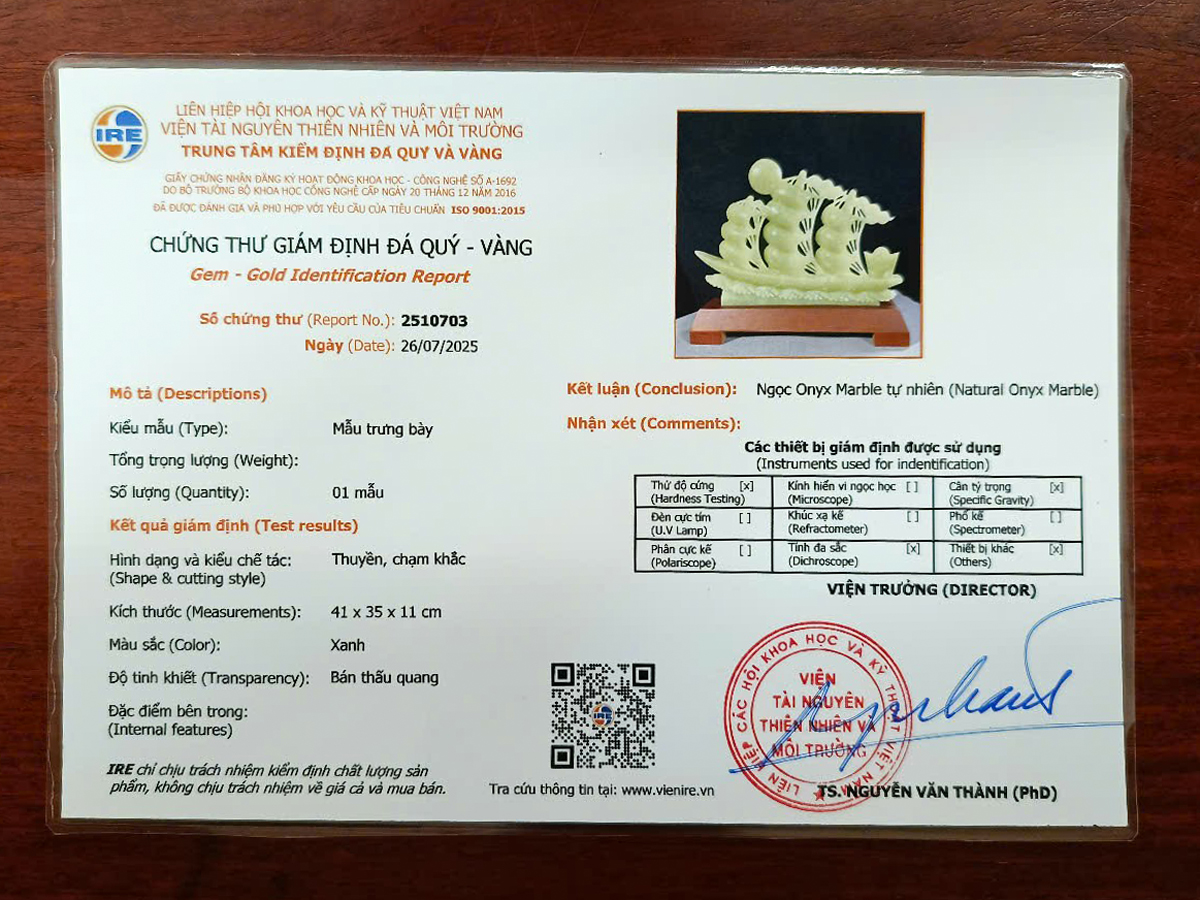 IRE
LIÊN HIỆP HỘI KHOA HỌC VÀ KỸ THUẬT VIỆT NAM
VIỆN TÀI NGUYÊN THIÊN NHIÊN VÀ MÔI TRƯỜNG
TRUNG TÂM KIỂM ĐỊNH ĐÁ QUÝ VÀ VÀNG
GIẤY CHỨNG NHẬN ĐĂNG KÝ HOẠT ĐỘNG KHOA HỌC - CÔNG NGHỆ SỐ A-1692
DO BỘ TRƯỞNG BỘ KHOA HỌC CÔNG NGHỆ CẤP NGÀY 20 THÁNG 12 NĂM 2016
ĐÃ ĐƯỢC ĐÁNH GIÁ VÀ PHÙ HỢP VỚI YÊU CẦU CỦA TIÊU CHUẨN ISO 9001:2015
CHỨNG THƯ GIÁM ĐỊNH ĐÁ QUÝ - VÀNG
Gem - Gold Identification Report
Số chứng thư (Report No.): 2510703
Ngày (Date): 26/07/2025
Mô tả (Descriptions)
Kiểu mẫu (Type): Mẫu trưng bày
Tổng trọng lượng (Weight):
Số lượng (Quantity): 01 mẫu
Kết quả giám định (Test results)
Hình dạng và kiểu chế tác: Thuyền, chạm khắc
(Shape & cutting style)
Kích thước (Measurements): 41 x 35 x 11 cm
Màu sắc (Color): Xanh
Độ tinh khiết (Transparency): Bán thấu quang
Đặc điểm bên trong:
(Internal features)
IRE chỉ chịu trách nhiệm kiểm định chất lượng sản
phẩm, không chịu trách nhiệm về giá cả và mua bán.
IRE
Tra cứu thông tin tại: www.vienire.vn
Kết luận (Conclusion): Ngọc Onyx Marble tự nhiên (Natural Onyx Marble)
Nhận xét (Comments):
Các thiết bị giám định được sử dụng
(Instruments used for indentification)
Thử độ cứng [x] Kính hiển vi ngọc học [ ] Cân tỷ trọng [x]
(Hardness Testing) (Microscope) (Specific Gravity)
Đèn cực tím [ ] Khúc xạ kế [ ] Phổ kế [ ]
(U.V Lamp) (Refractometer) (Spectrometer)
Phân cực kế [ ] Tính đa sắc [x] Thiết bị khác [x]
(Polariscope) (Dichroscope) (Others)
VIỆN TRƯỞNG (DIRECTOR)
LIÊN HIỆP CÁC HỘI KHOA HỌC VÀ KỸ THUẬT VIỆT NAM
VIỆN
TÀI NGUYÊN
THIÊN NHIÊN VÀ
MÔI TRƯỜNG
TS. NGUYỄN VĂN THÀNH (PhD)